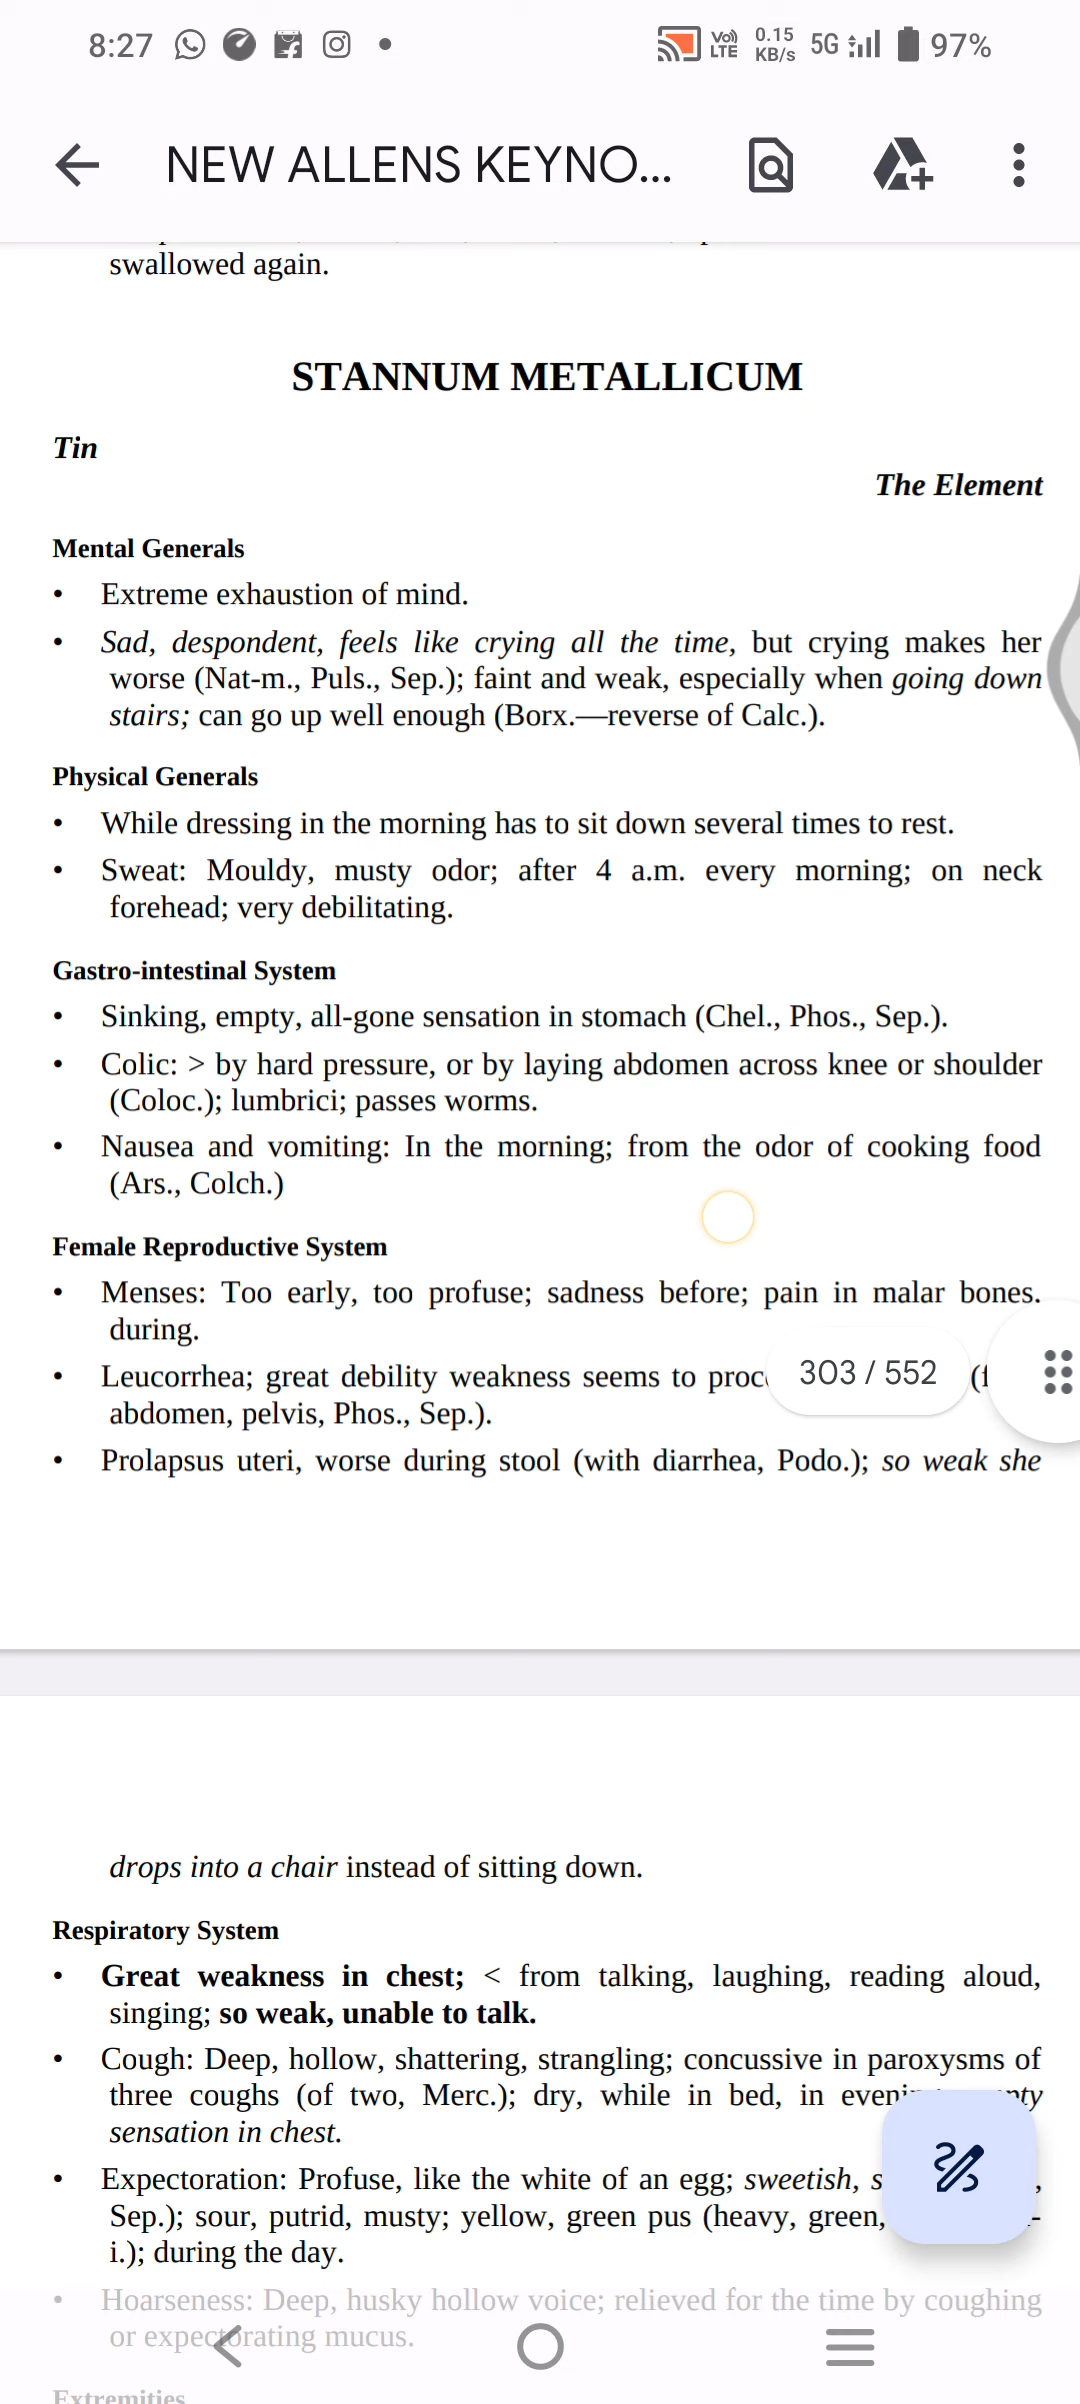 8:27
VoD LTE 0.15 KB/s 5G 97%
NEW ALLENS KEYNO...
swallowed again.
STANNUM METALLICUM
Tin
The Element
Mental Generals
• Extreme exhaustion of mind.
• Sad, despondent, feels like crying all the time, but crying makes her
worse (Nat-m., Puls., Sep.); faint and weak, especially when going down
stairs; can go up well enough (Borx.—reverse of Calc.).
Physical Generals
• While dressing in the morning has to sit down several times to rest.
• Sweat: Mouldy, musty odor; after 4 a.m. every morning; on neck
forehead; very debilitating.
Gastro-intestinal System
• Sinking, empty, all-gone sensation in stomach (Chel., Phos., Sep.).
• Colic: > by hard pressure, or by laying abdomen across knee or shoulder
(Coloc.); lumbrici; passes worms.
• Nausea and vomiting: In the morning; from the odor of cooking food
(Ars., Colch.)
Female Reproductive System
• Menses: Too early, too profuse; sadness before; pain in malar bones.
during.
• Leucorrhea; great debility weakness seems to
303 / 552
abdomen, pelvis, Phos., Sep.).
• Prolapsus uteri, worse during stool (with diarrhea, Podo.); so weak she
drops into a chair instead of sitting down.
Respiratory System
• Great weakness in chest; < from talking, laughing, reading aloud,
singing; so weak, unable to talk.
• Cough: Deep, hollow, shattering, strangling; concussive in paroxysms of
three coughs (of two, Merc.); dry, while in bed, in
sensation in chest.
• Expectoration: Profuse, like the white of an egg; sweetish,
Sep.); sour, putrid, musty; yellow, green pus (heavy, green,
i.); during the day.
• Hoarseness: Deep, husky hollow voice; relieved for the time by coughing
or expectorating mucus.
Extremities